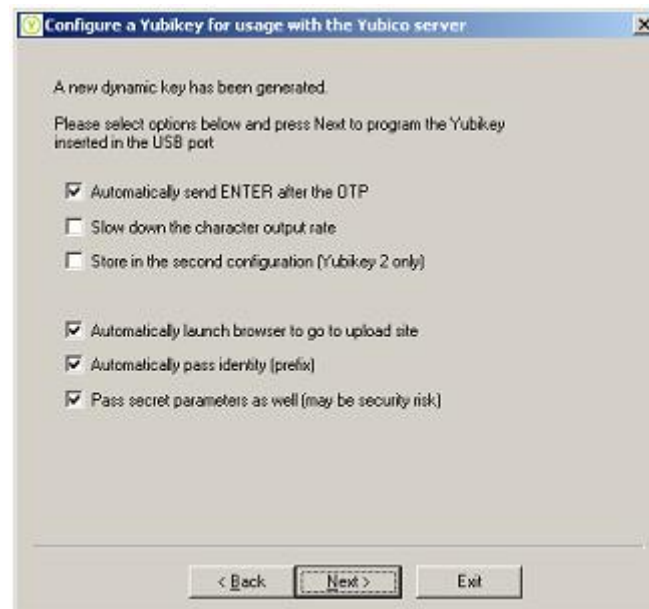 Configure a Yubikey for usage with the Yubico server
A new dynamic key has been generated.
Please select options below and press Next to program the Yubikey
inserted in the USB port
Automatically send ENTER after the OTP
Slow down the character output rate
Store in the second configuration (Yubikey 2 only)
Automatically launch browser to go to upload site
Automatically pass identity (prefix)
Pass secret parameters as well (may be security risk)
< Back Next > Exit